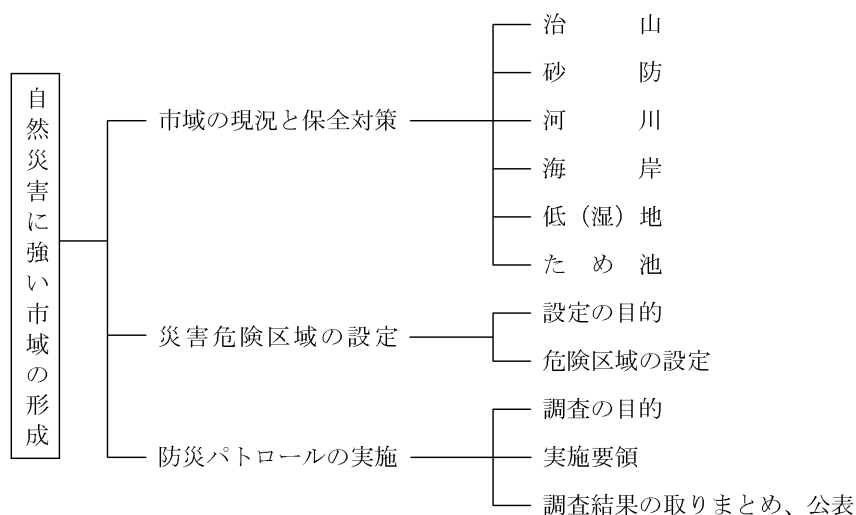 自然災害に強い市域の形成
市域の現況と保全対策
治山
砂防
河川
海岸
低（湿）地
ため池
災害危険区域の設定
設定の目的
危険区域の設定
防災パトロールの実施
調査の目的
実施要領
調査結果の取りまとめ、公表